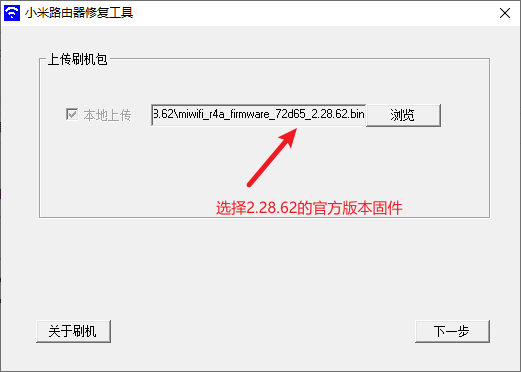 小米路由器修复工具
上传刷机包
本地上传
3.62\miwifi_r4a_firmware_72d65_2.28.62.bin
浏览
选择2.28.62的官方版本固件
关于刷机
下一步